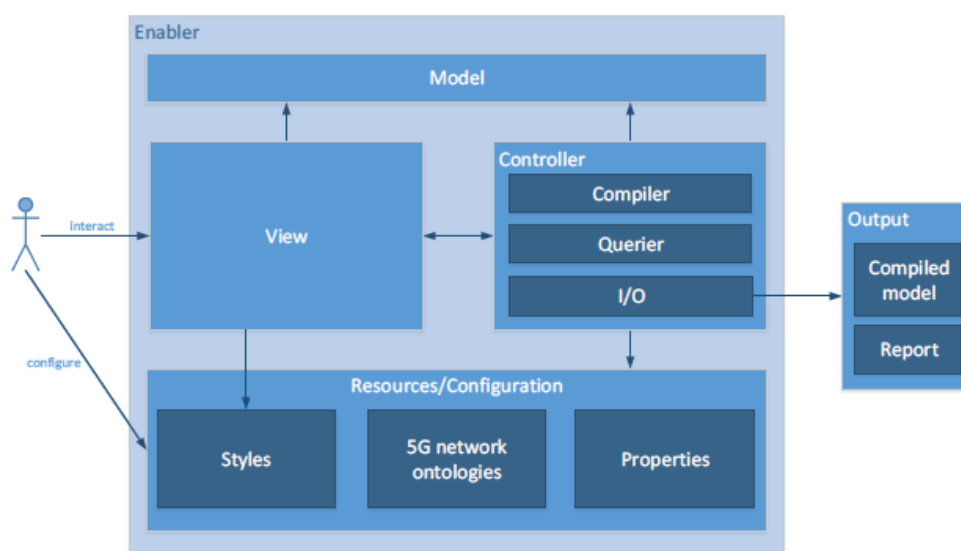 Enabler
Model
Controller
Compiler
Output
Interact
View
Querier
Compiled
model
I/O
Report
configure
Resources/Configuration
Styles
5G network
ontologies
Properties